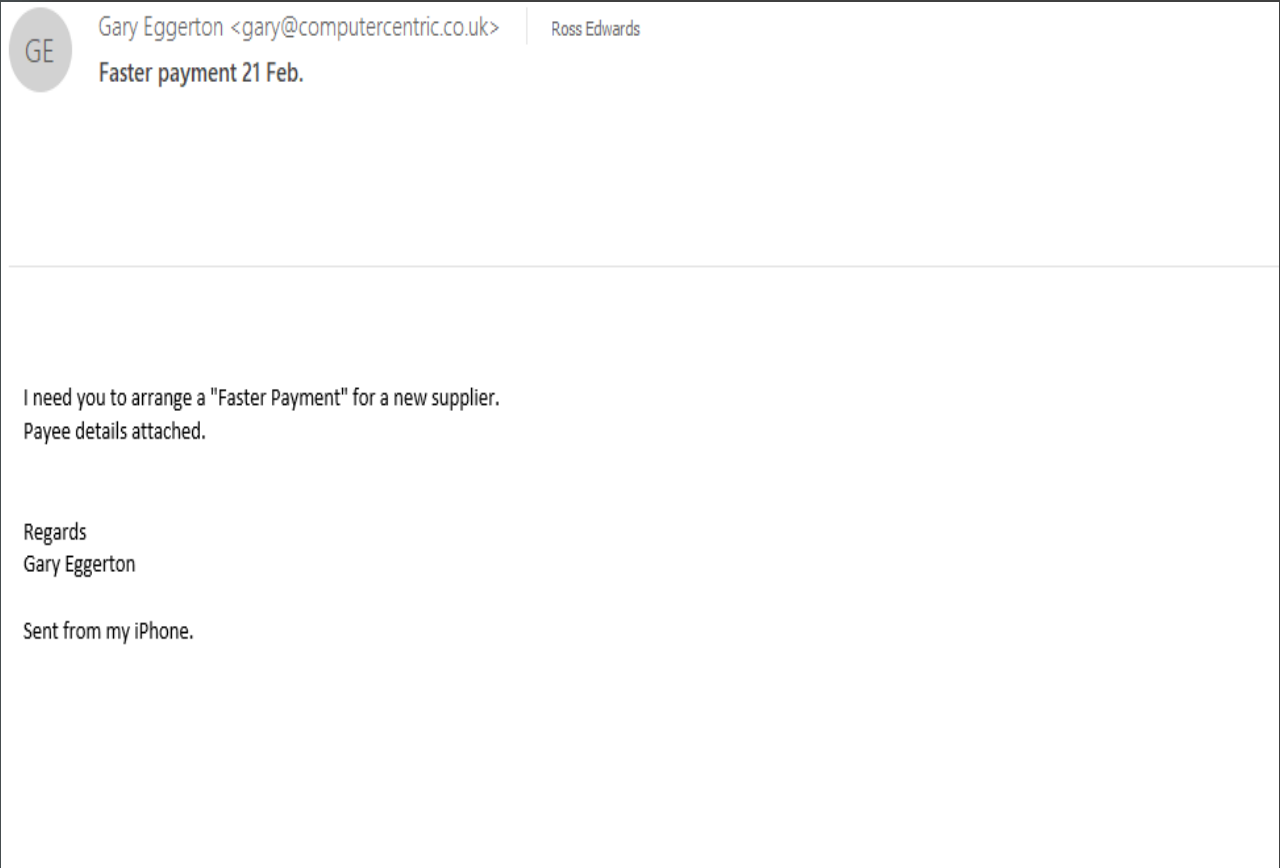 GE
Gary Eggerton <gary@computercentric.co.uk>
Ross Edwards
Faster payment 21 Feb.
I need you to arrange a "Faster Payment" for a new supplier.
Payee details attached.
Regards
Gary Eggerton
Sent from my iPhone.